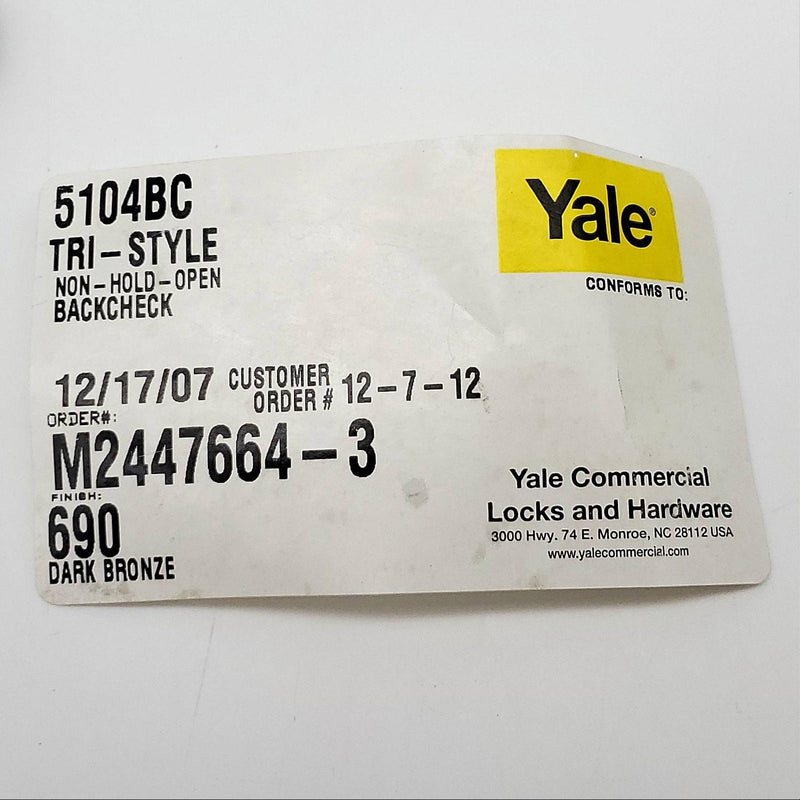 5104BC
TRI-STYLE
NON-HOLD-OPEN
BACKCHECK
Yale®
CONFORMS TO:
12/17/07 CUSTOMER ORDER # 12-7-12
ORDER#:
M2447664-3
FINISH:
690
DARK BRONZE
Yale Commercial
Locks and Hardware
3000 Hwy. 74 E. Monroe, NC 28112 USA
www.yalecommercial.com